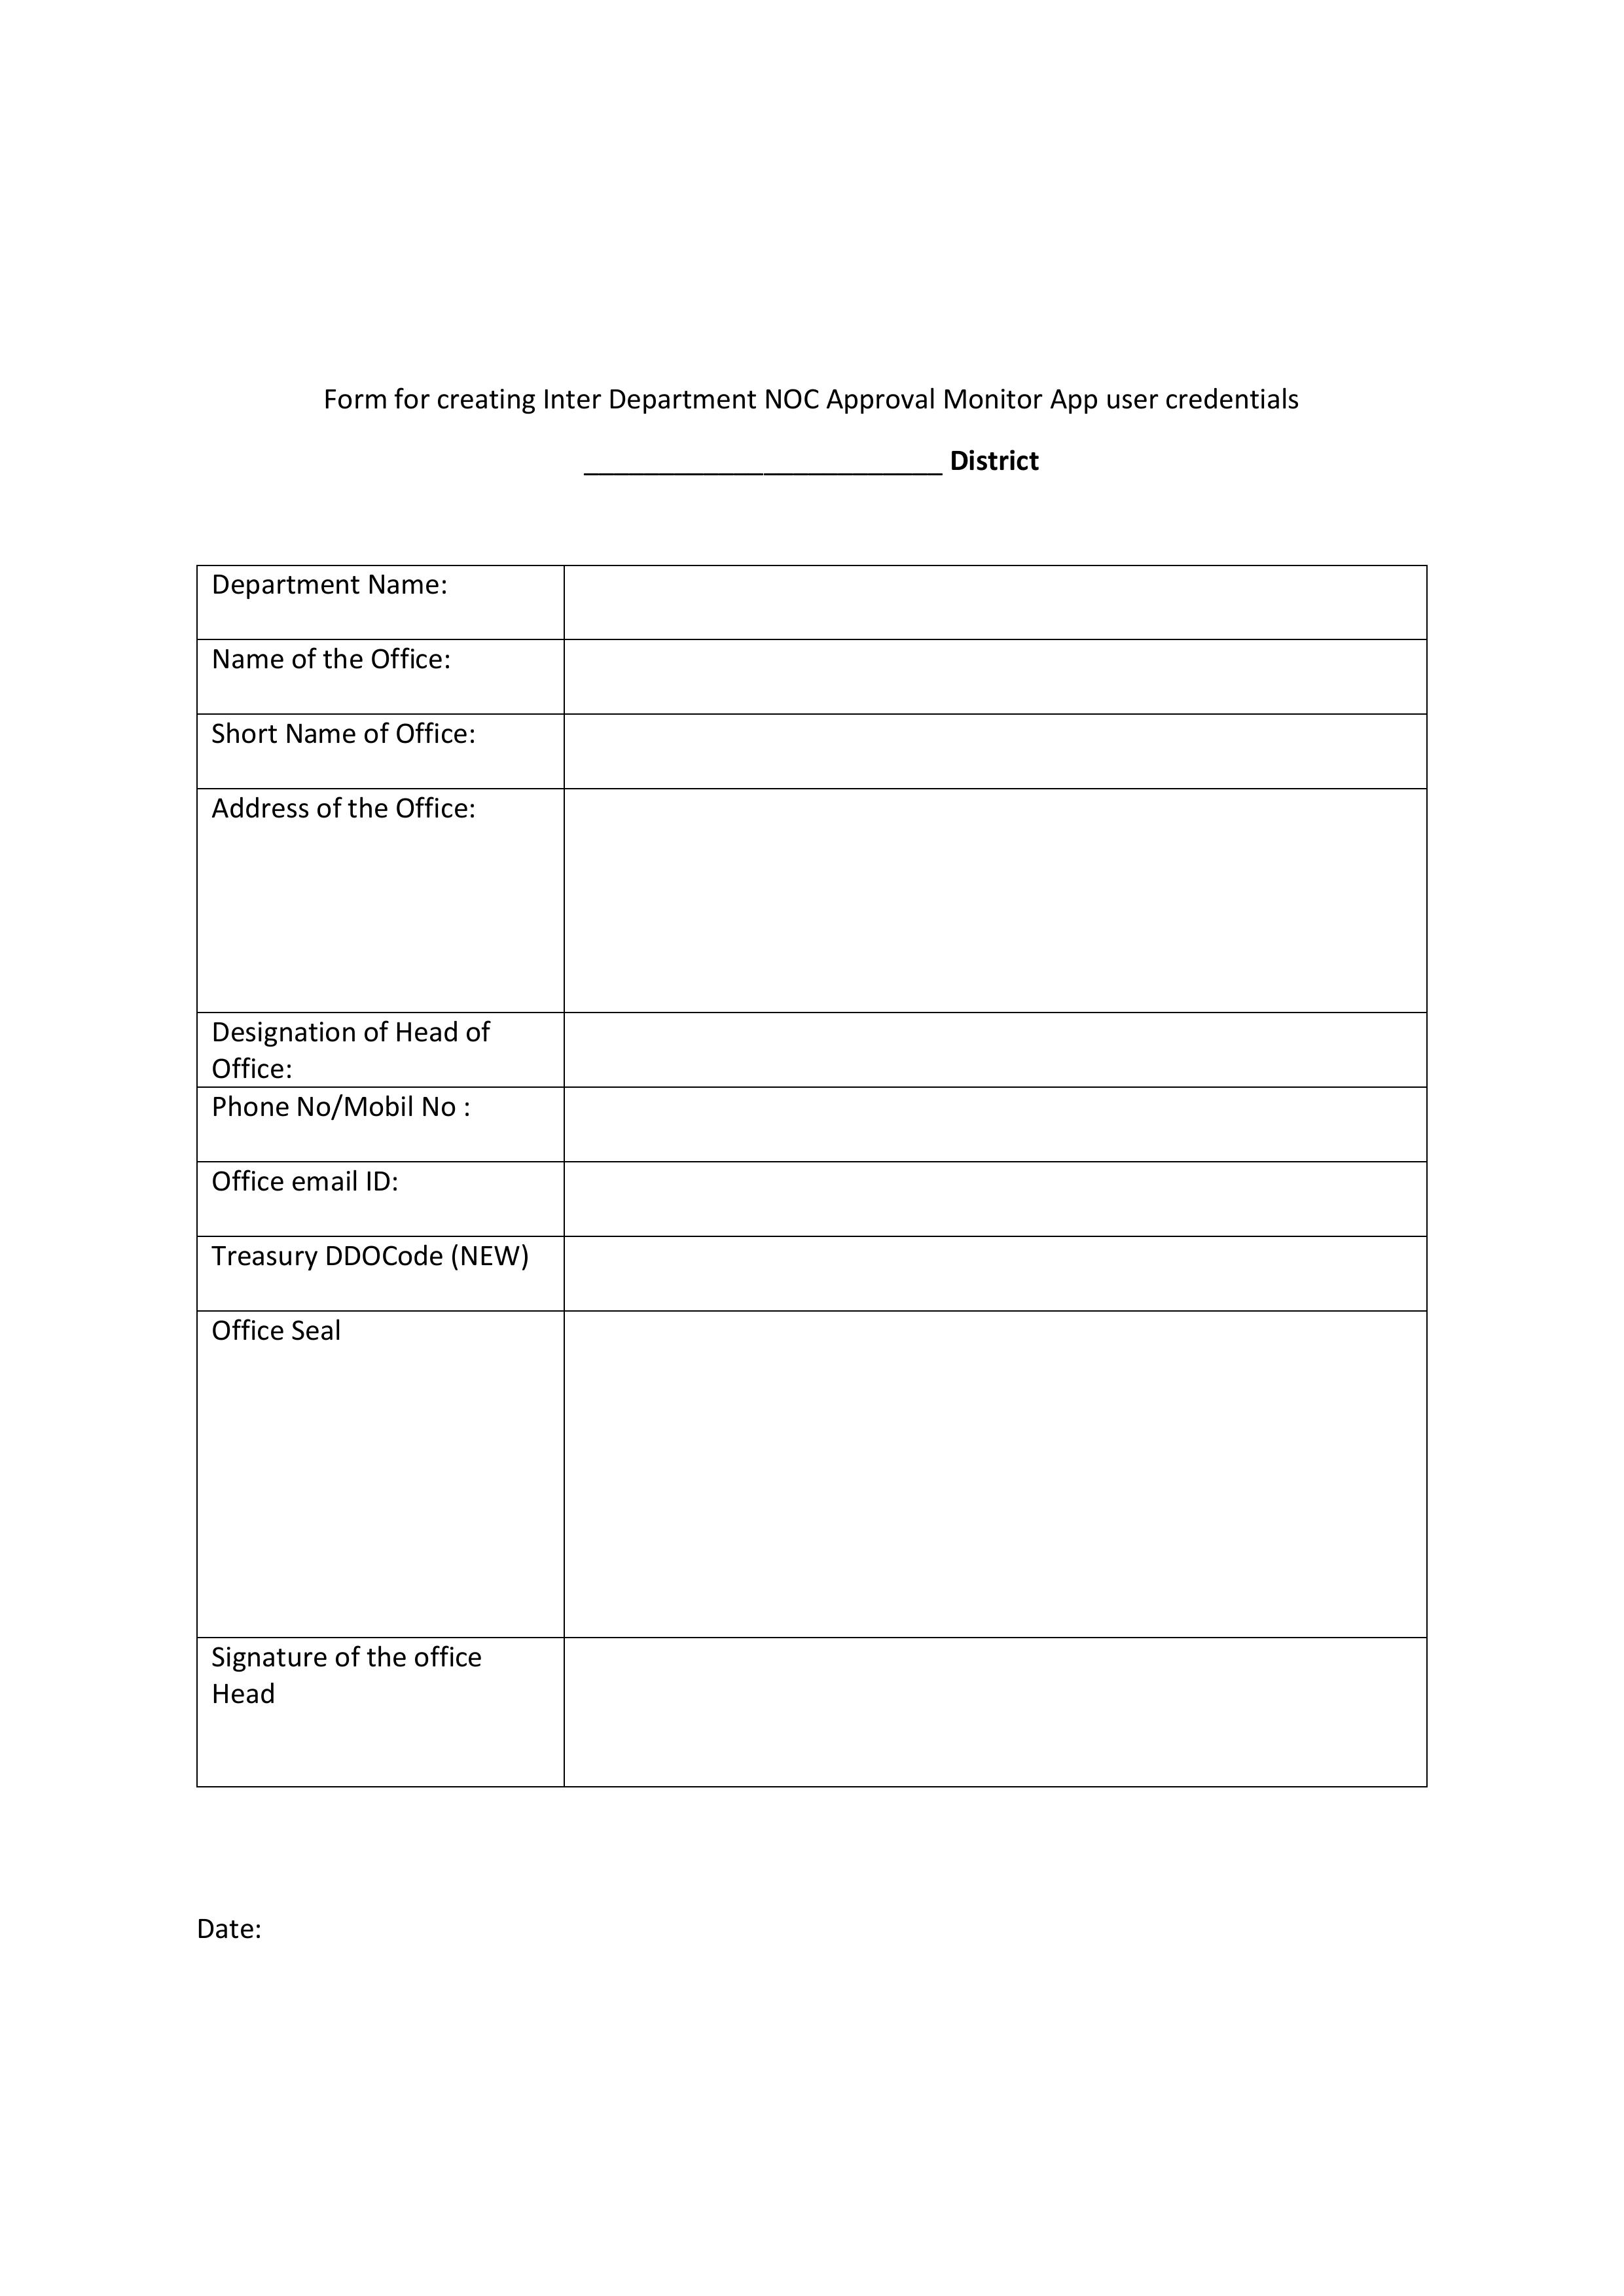 Form for creating Inter Department NOC Approval Monitor App user credentials
________________________ District
Department Name:
Name of the Office:
Short Name of Office:
Address of the Office:
Designation of Head of
Office:
Phone No/Mobil No :
Office email ID:
Treasury DDOCode (NEW)
Office Seal
Signature of the office
Head
Date: